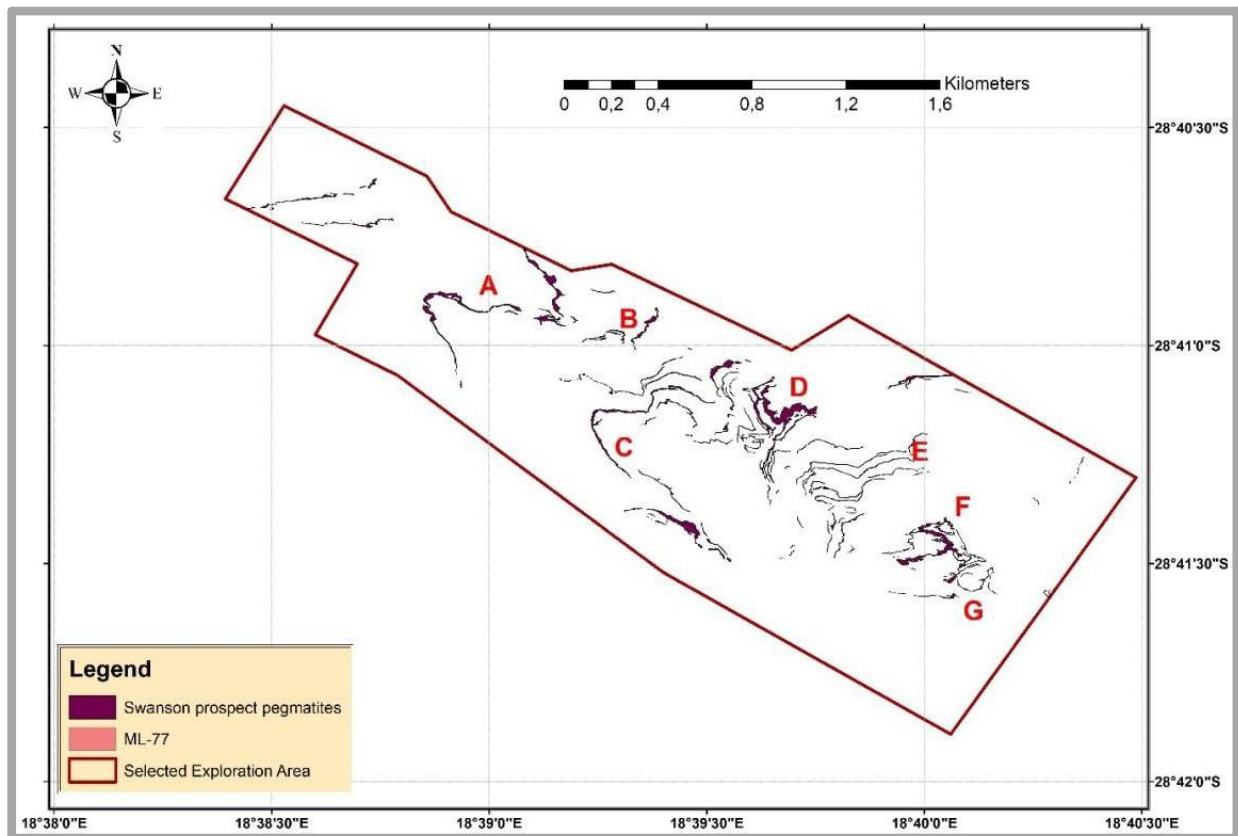 N
W E
S
Kilometers
0 0,2 0,4 0,8 1,2 1,6
28°40'30"S
A
B
28°41'0"S
D
C
E
F
28°41'30"S
G
Legend
Swanson prospect pegmatites
ML-77
Selected Exploration Area
28°42'0"S
18°38'0"E 18°38'30"E 18°39'0"E 18°39'30"E 18°40'0"E 18°40'30"E